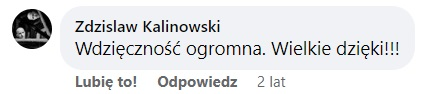 Zdzislaw Kalinowski
Wdzięczność ogromna. Wielkie dzięki!!!
Lubię to! Odpowiedz 2 lat